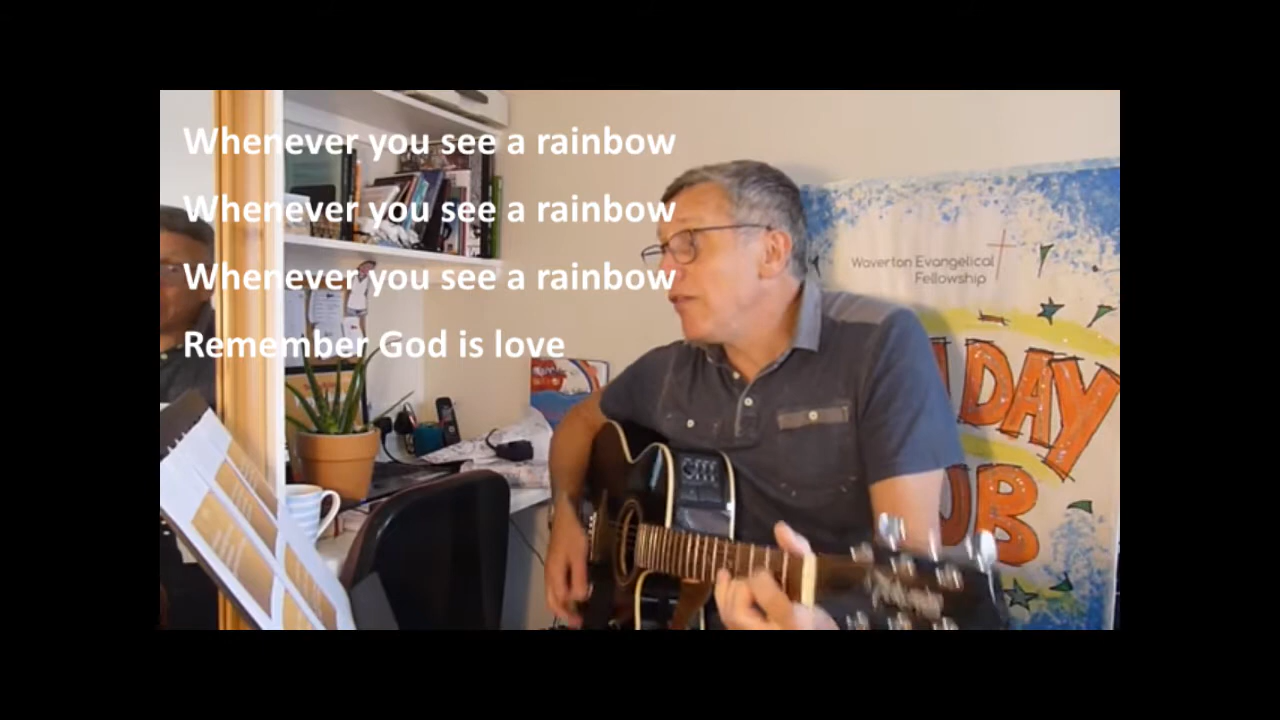 Whenever you see a rainbow
Whenever you see a rainbow
Whenever you see a rainbow
Remember God is love
Waverton Evangelical
Fellowship
DAY
UB